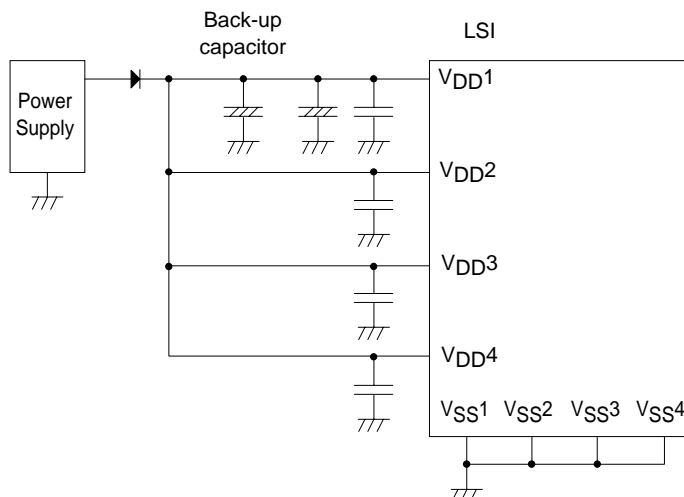 Back-up
capacitor
LSI
Power
Supply
VDD1
VDD2
VDD3
VDD4
VSS1 VSS2 VSS3 VSS4